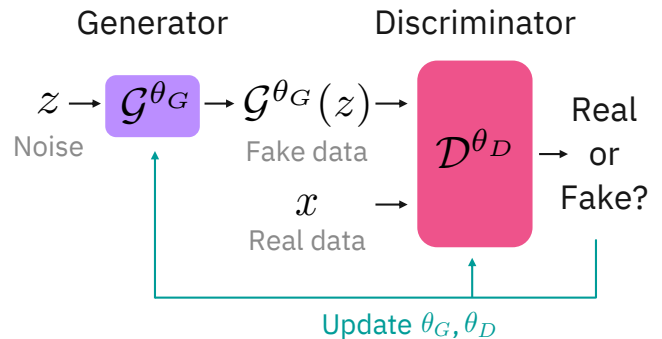 Generator
Discriminator
z
𝒢^{θ_G}
𝒢^{θ_G}(z)
Noise
Fake data
x
Real data
𝒟^{θ_D}
Real
or
Fake?
Update θ_G, θ_D